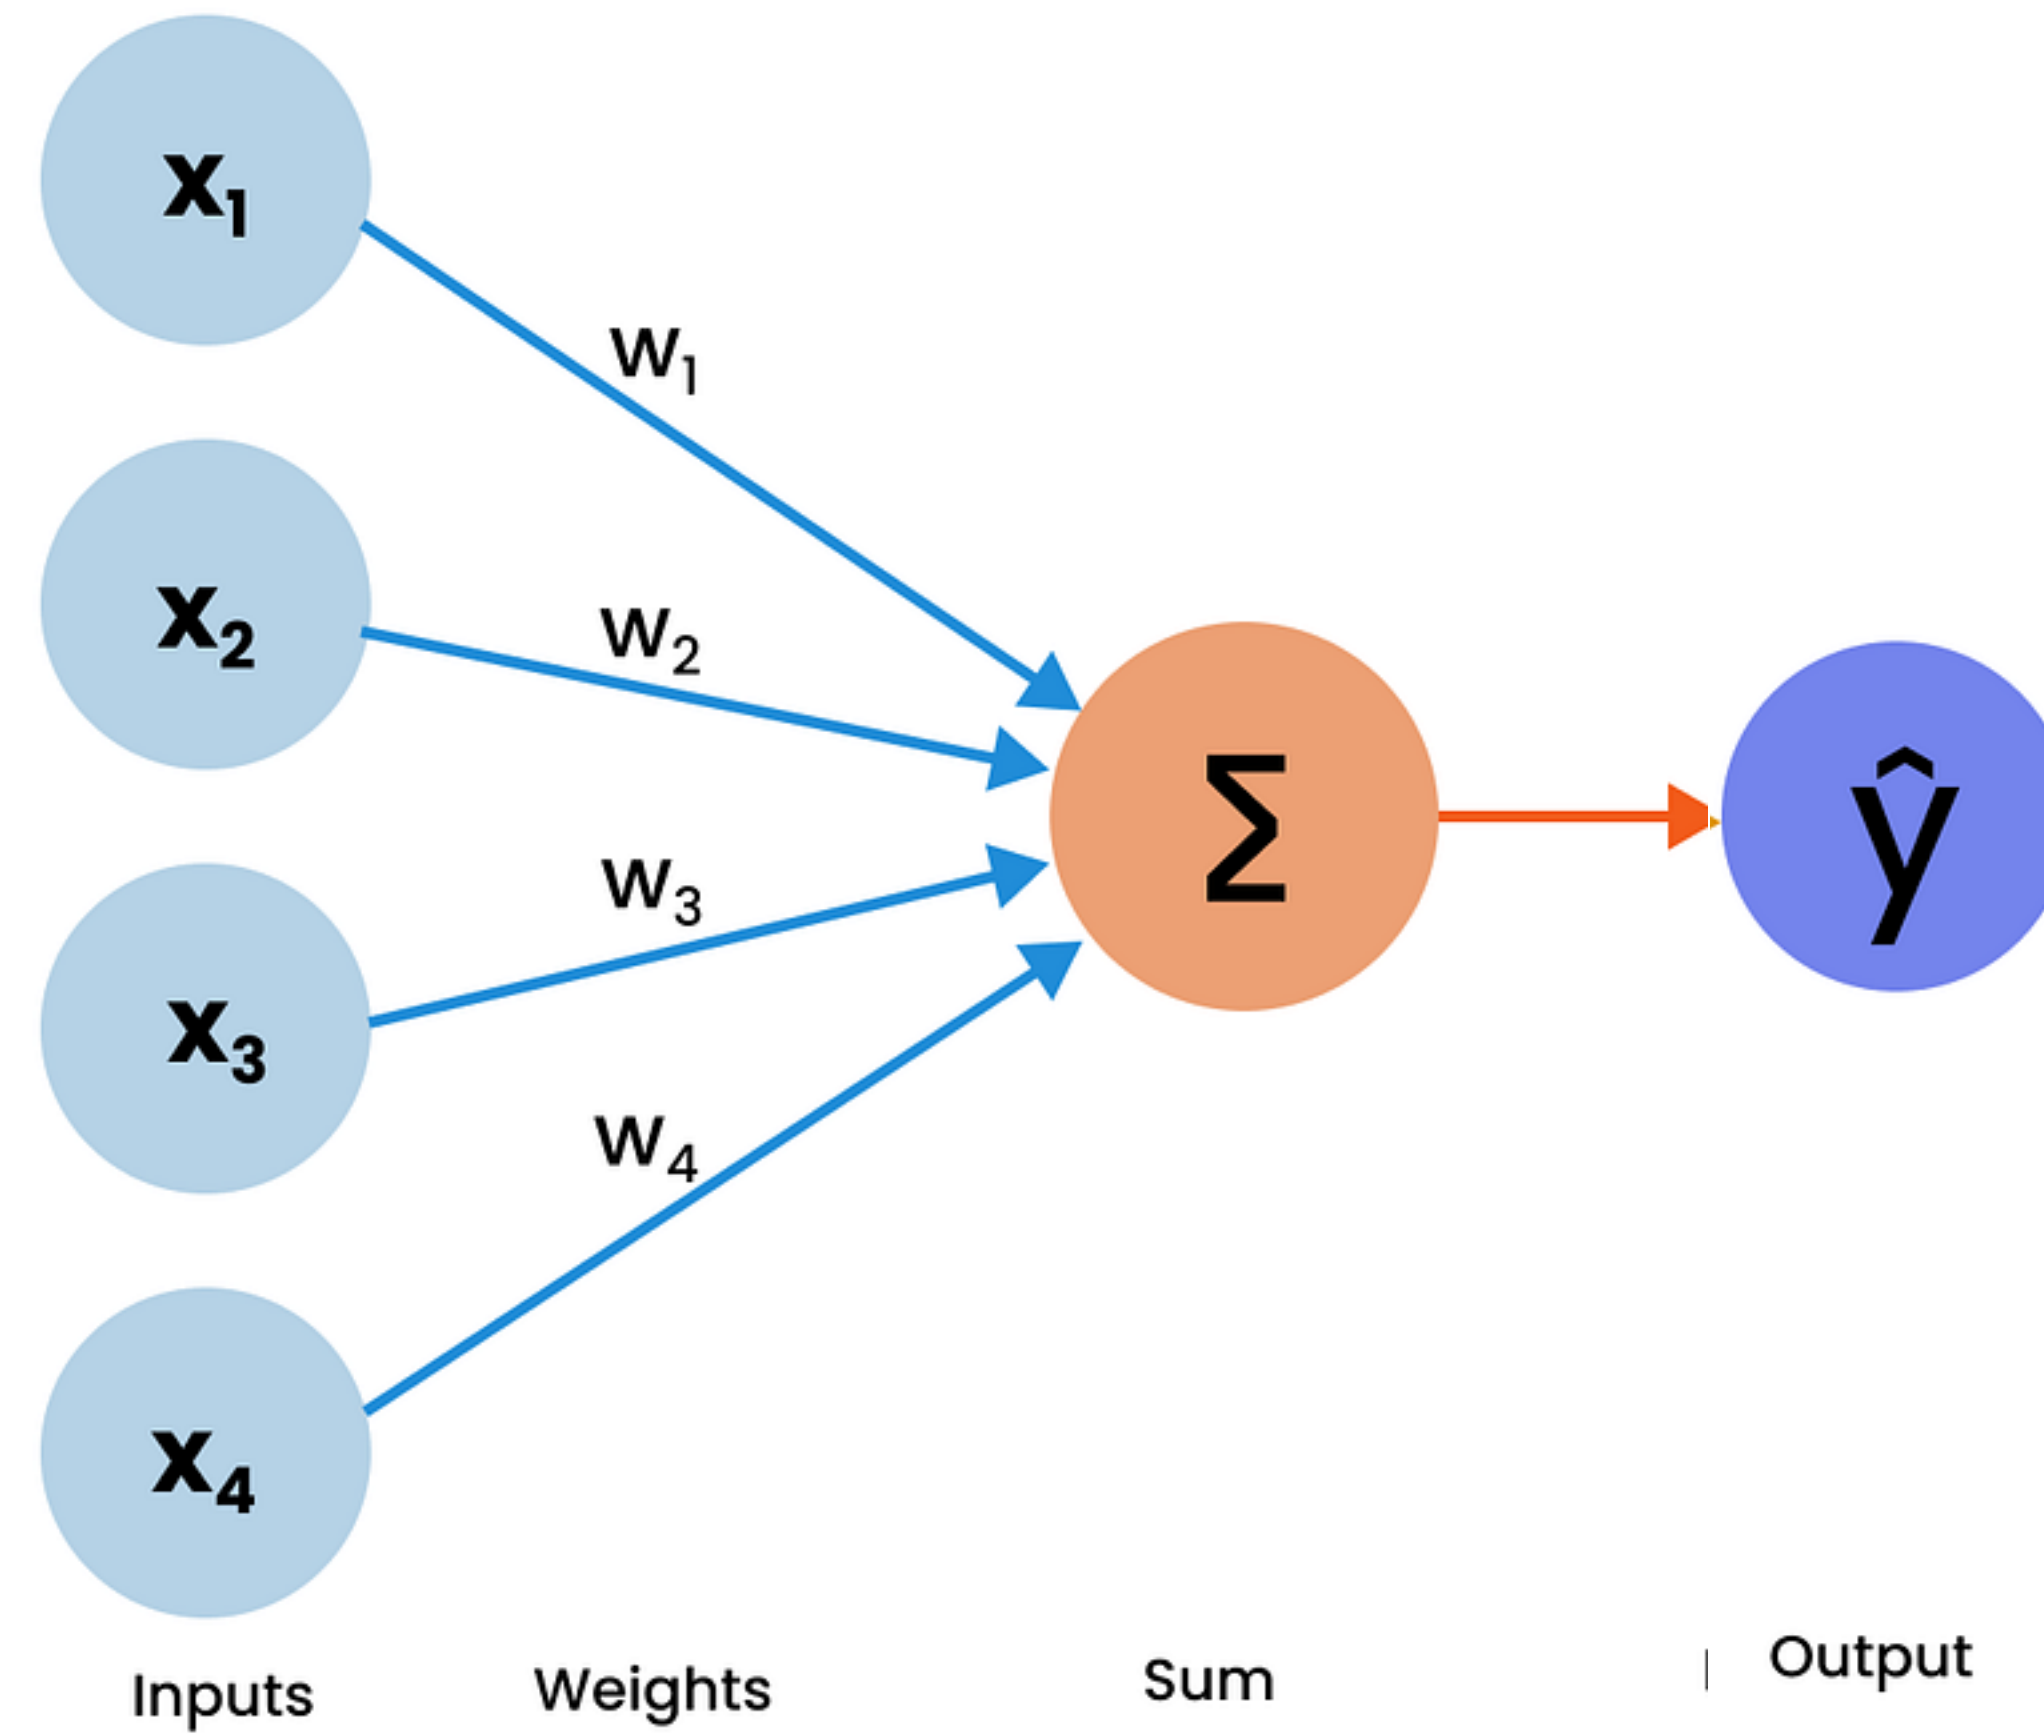 x₁
w₁
x₂
w₂
Σ
ŷ
w₃
x₃
w₄
x₄
Inputs Weights Sum Output